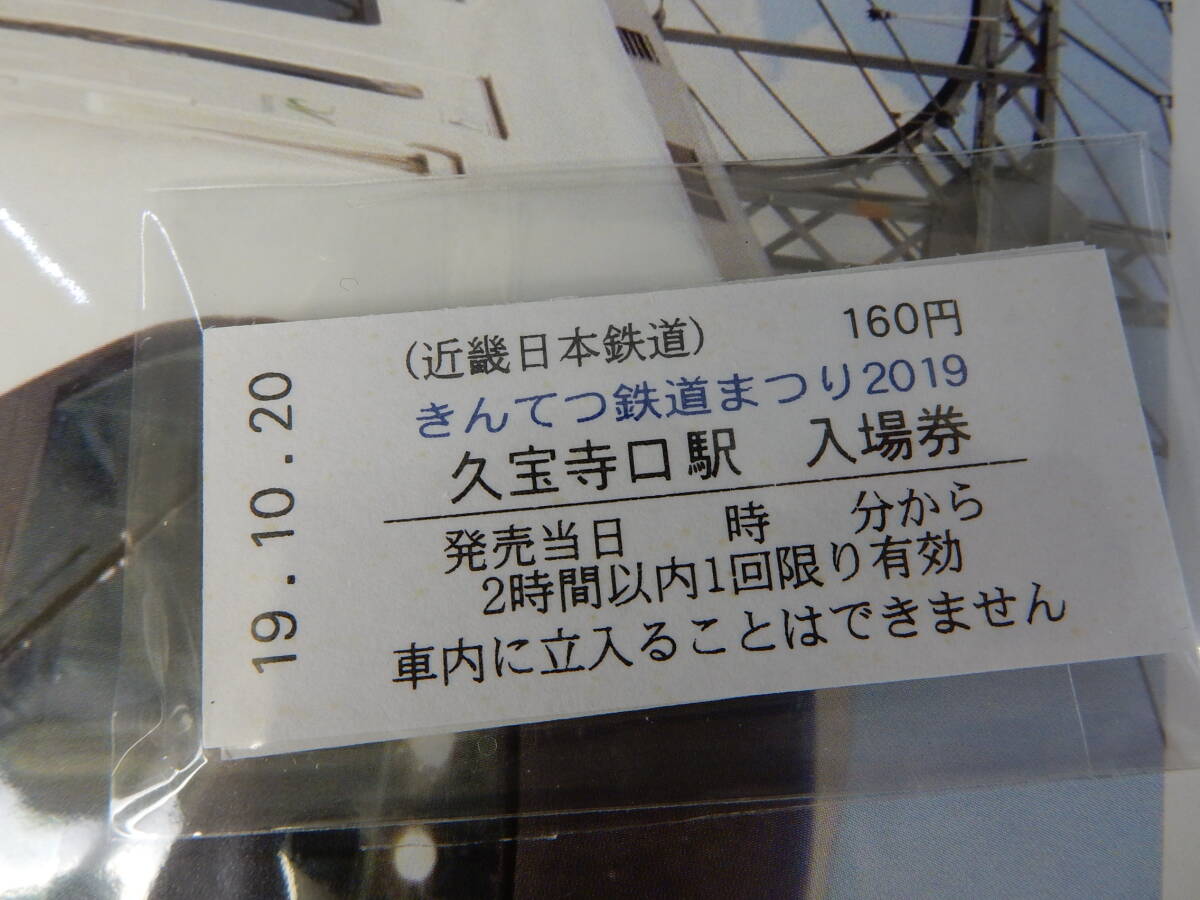 19.10.20
（近畿日本鉄道） 160円
きんてつ鉄道まつり2019
久宝寺口駅 入場券
発売当日 時 分から
2時間以内1回限り有効
車内に立入ることはできません